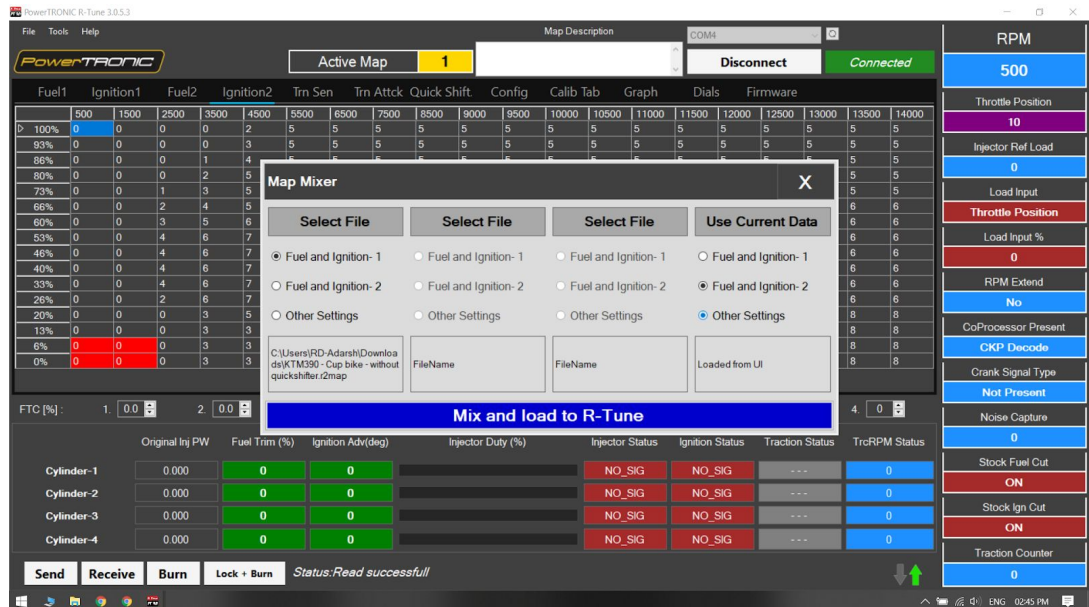 PowerTRONIC R-Tune 3.0.5.3
File Tools Help
Map Description
COM4
PowerTRONIC
Active Map 1
Disconnect
Connected
Fuel1 Ignition1 Fuel2 Ignition2 Trn Sen Trn Attck Quick Shift Config Calib Tab Graph Dials Firmware
500 1500 2500 3500 4500 5500 6500 7500 8500 9000 9500 10000 10500 11000 11500 12000 12500 13000 13500 14000
100% 0 0 0 0 2 5 5 5 5 5 5 5 5 5 5 5 5 5 5 5
93% 0 0 0 0 3 5 5 5 5 5 5 5 5 5 5 5 5 5 5 5
86% 0 0 0 1 4 5 5
80% 0 0 0 2 5 5 5
73% 0 0 1 3 5 5 5
66% 0 0 2 4 5 6 6
60% 0 0 3 5 6 6 6
53% 0 0 4 6 7 6 6
46% 0 0 4 6 7 6 6
40% 0 0 4 6 7 6 6
33% 0 0 4 6 7 6 6
26% 0 0 2 6 7 6 6
20% 0 0 0 3 5 8 8
13% 0 0 0 3 3 8 8
6% 0 0 0 3 3 8 8
0% 0 0 0 3 3 8 8
Map Mixer X
Select File Select File Select File Use Current Data
Fuel and Ignition- 1 Fuel and Ignition- 1 Fuel and Ignition- 1 Fuel and Ignition- 1
Fuel and Ignition- 2 Fuel and Ignition- 2 Fuel and Ignition- 2 Fuel and Ignition- 2
Other Settings Other Settings Other Settings Other Settings
C:\Users\RD-Adarsh\Downloa
ds\KTM390 - Cup bike - without
quickshifter.r2map
FileName
FileName
Loaded from UI
Mix and load to R-Tune
FTC [%] : 1. 0.0 2. 0.0 4. 0
Original Inj PW Fuel Trim (%) Ignition Adv(deg) Injector Duty (%) Injector Status Ignition Status Traction Status TrcRPM Status
Cylinder-1 0.000 0 0 NO_SIG NO_SIG - - - 0
Cylinder-2 0.000 0 0 NO_SIG NO_SIG - - - 0
Cylinder-3 0.000 0 0 NO_SIG NO_SIG - - - 0
Cylinder-4 0.000 0 0 NO_SIG NO_SIG - - - 0
Send Receive Burn Lock + Burn Status:Read successfull
RPM
500
Throttle Position
10
Injector Ref Load
0
Load Input
Throttle Position
Load Input %
0
RPM Extend
No
CoProcessor Present
CKP Decode
Crank Signal Type
Not Present
Noise Capture
0
Stock Fuel Cut
ON
Stock Ign Cut
ON
Traction Counter
0
ENG 02:45 PM